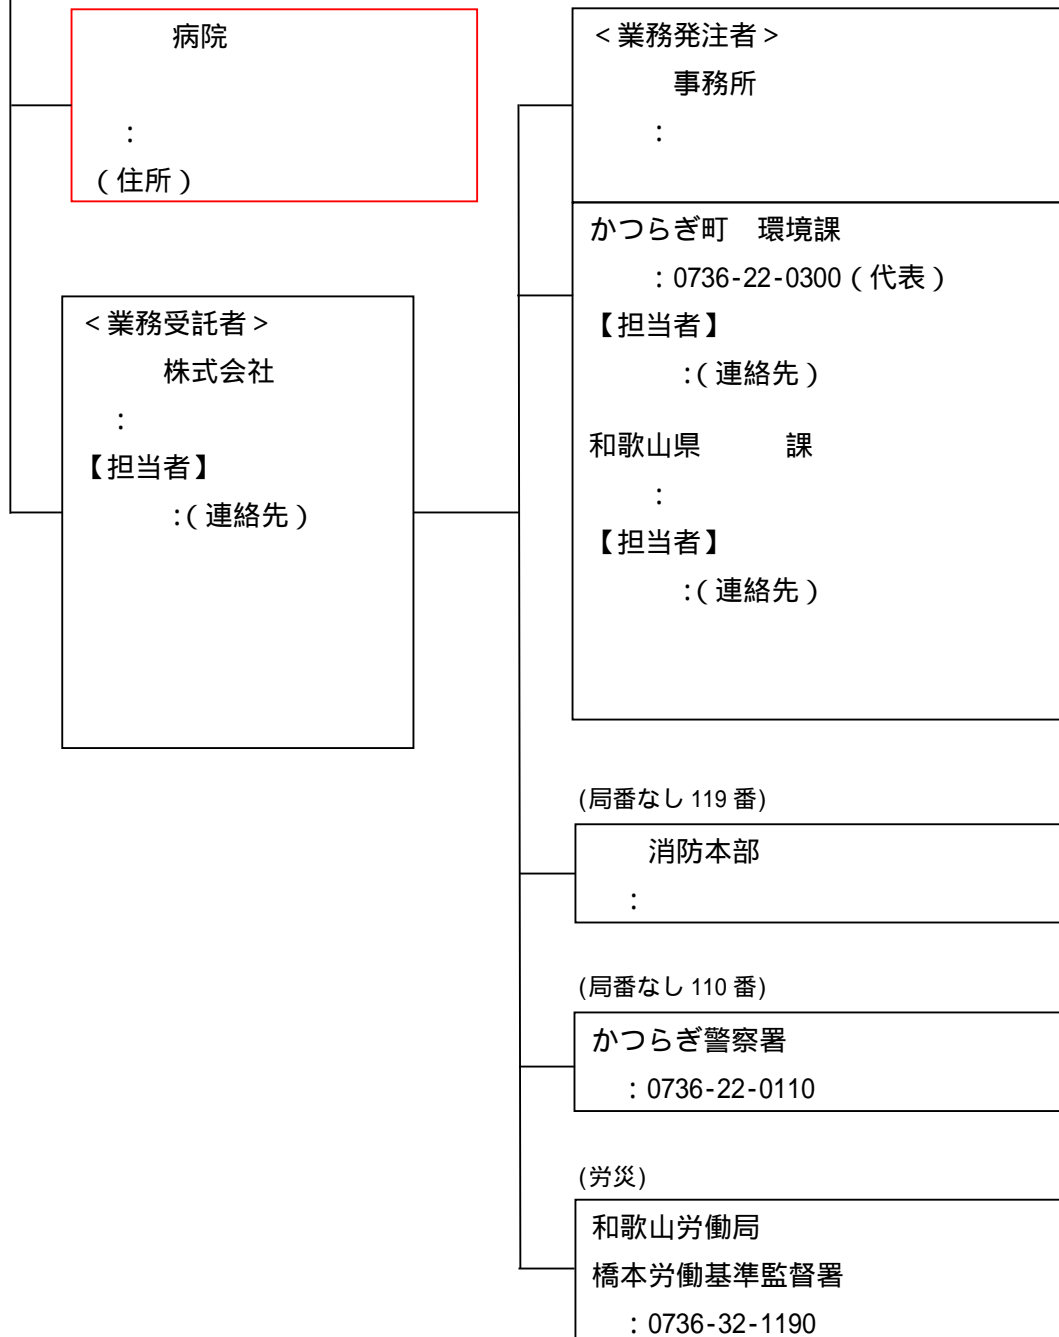 病院
：
（住所）
＜業務受託者＞
株式会社
：
【担当者】
：（連絡先）
＜業務発注者＞
事務所
：
かつらぎ町　環境課
：0736-22-0300（代表）
【担当者】
：（連絡先）
和歌山県　　　課
：
【担当者】
：（連絡先）
(局番なし 119 番)
消防本部
：
(局番なし 110 番)
かつらぎ警察署
：0736-22-0110
(労災)
和歌山労働局
橋本労働基準監督署
：0736-32-1190